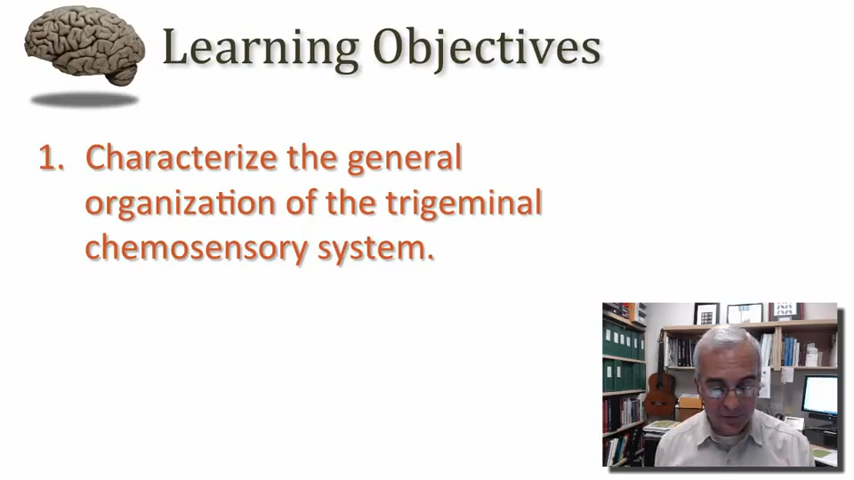 Learning Objectives
1. Characterize the general
organization of the trigeminal
chemosensory system.